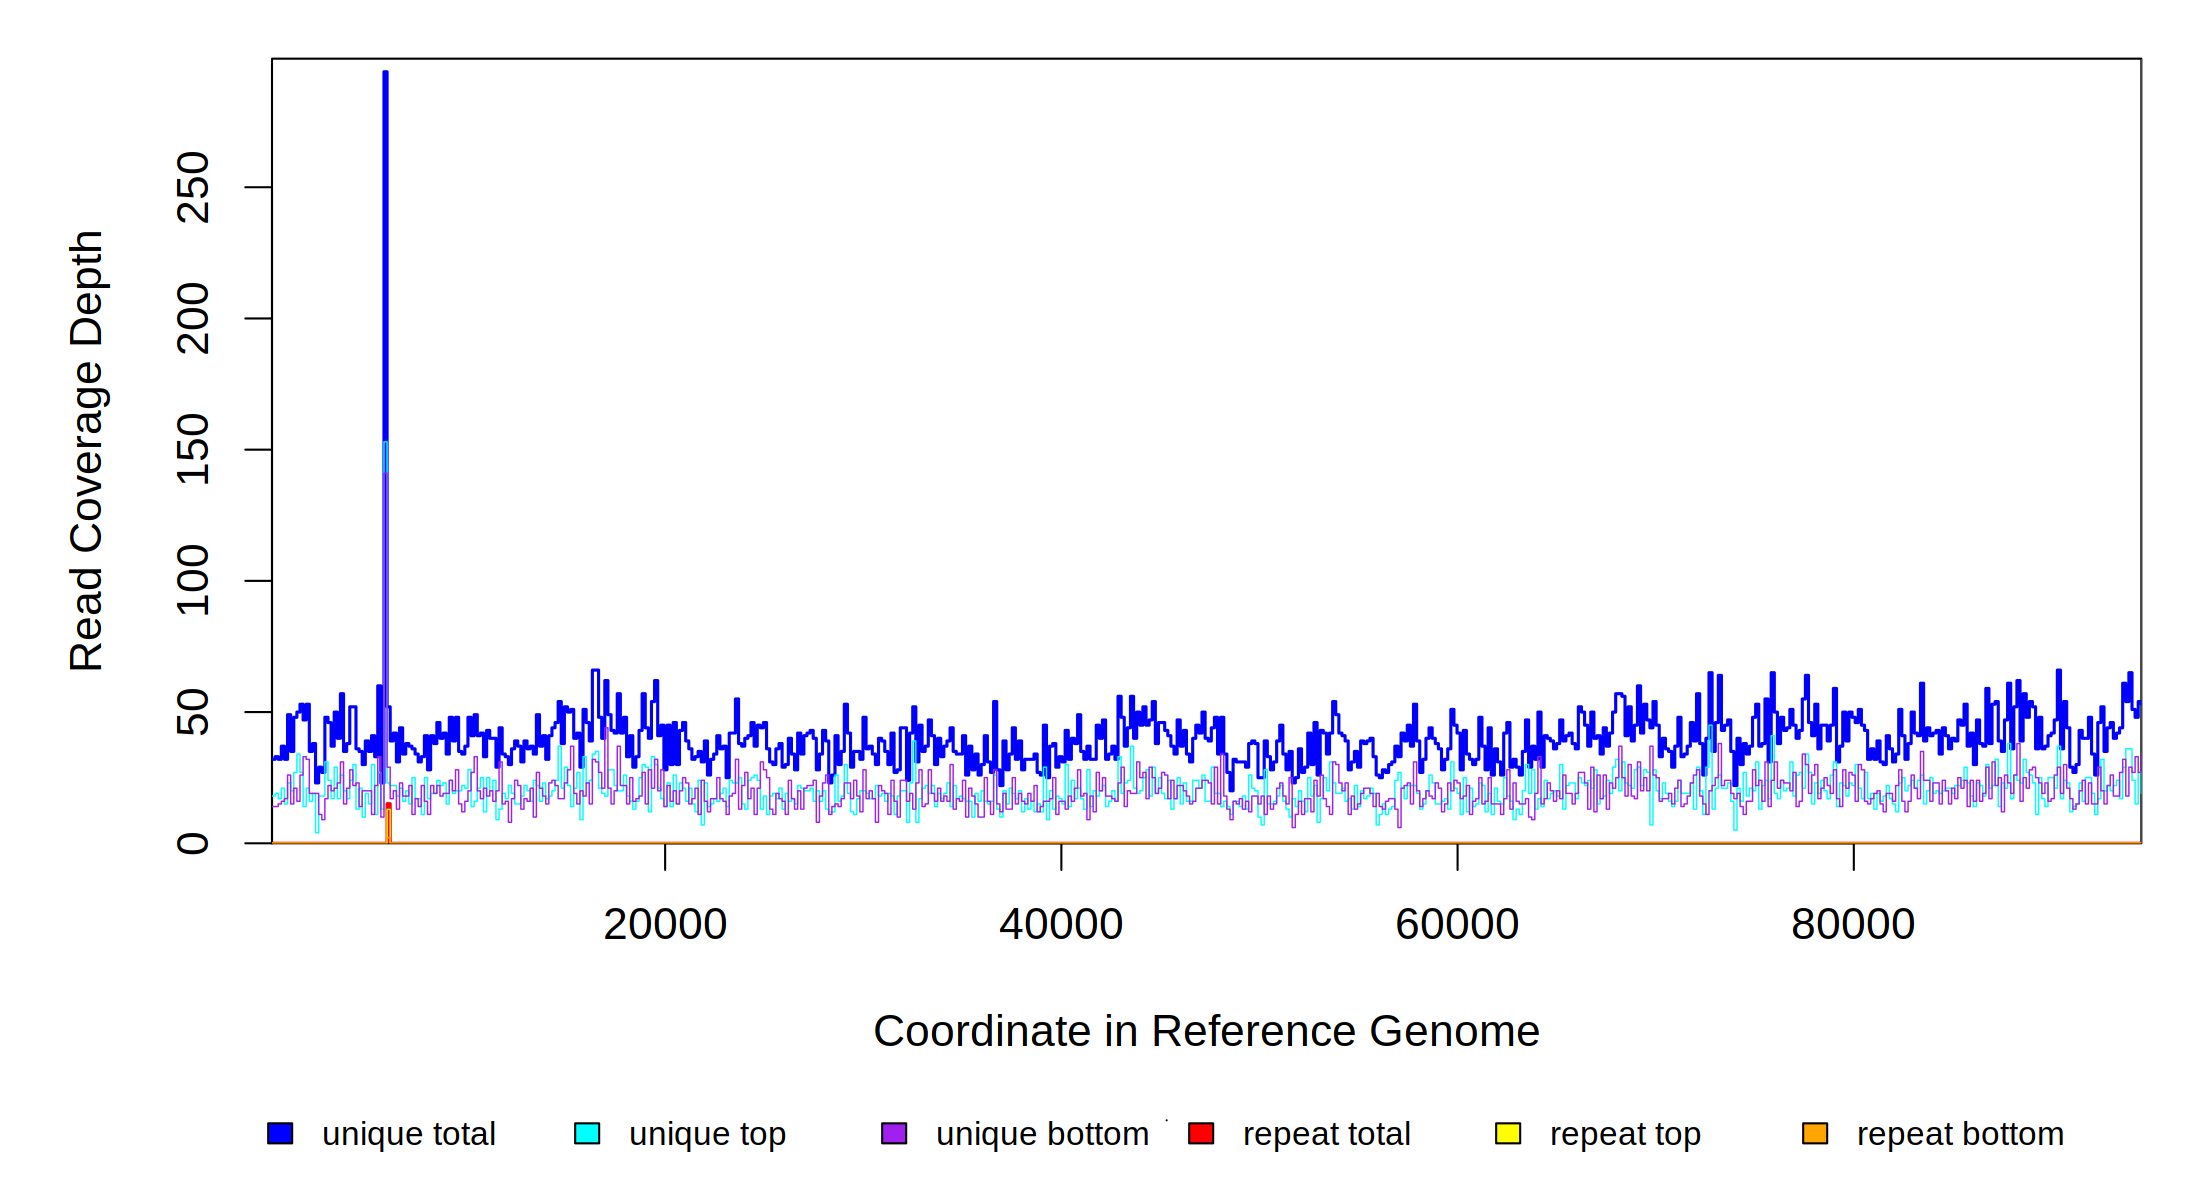 Read Coverage Depth
250
200
150
100
50
0
20000 40000 60000 80000
Coordinate in Reference Genome
unique total unique top unique bottom repeat total repeat top repeat bottom